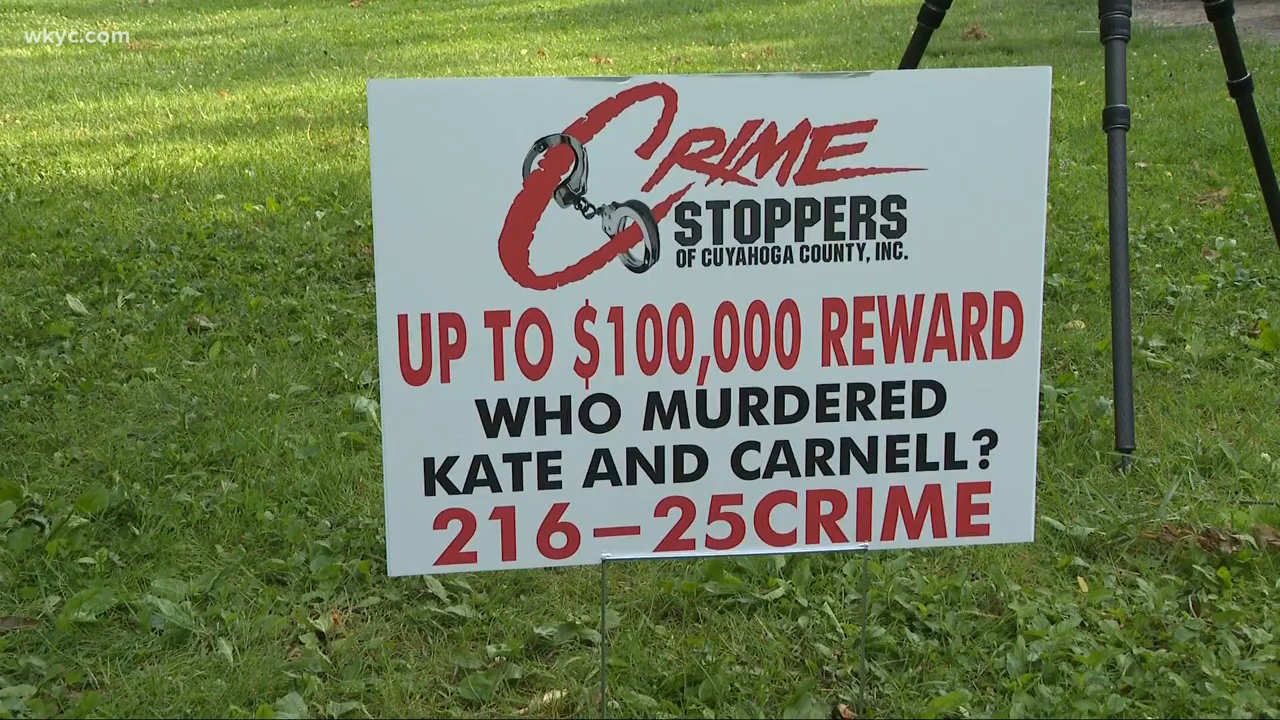 wkyc.com
CRIME
STOPPERS
OF CUYAHOGA COUNTY, INC.
UP TO $100,000 REWARD
WHO MURDERED
KATE AND CARNELL?
216-25CRIME